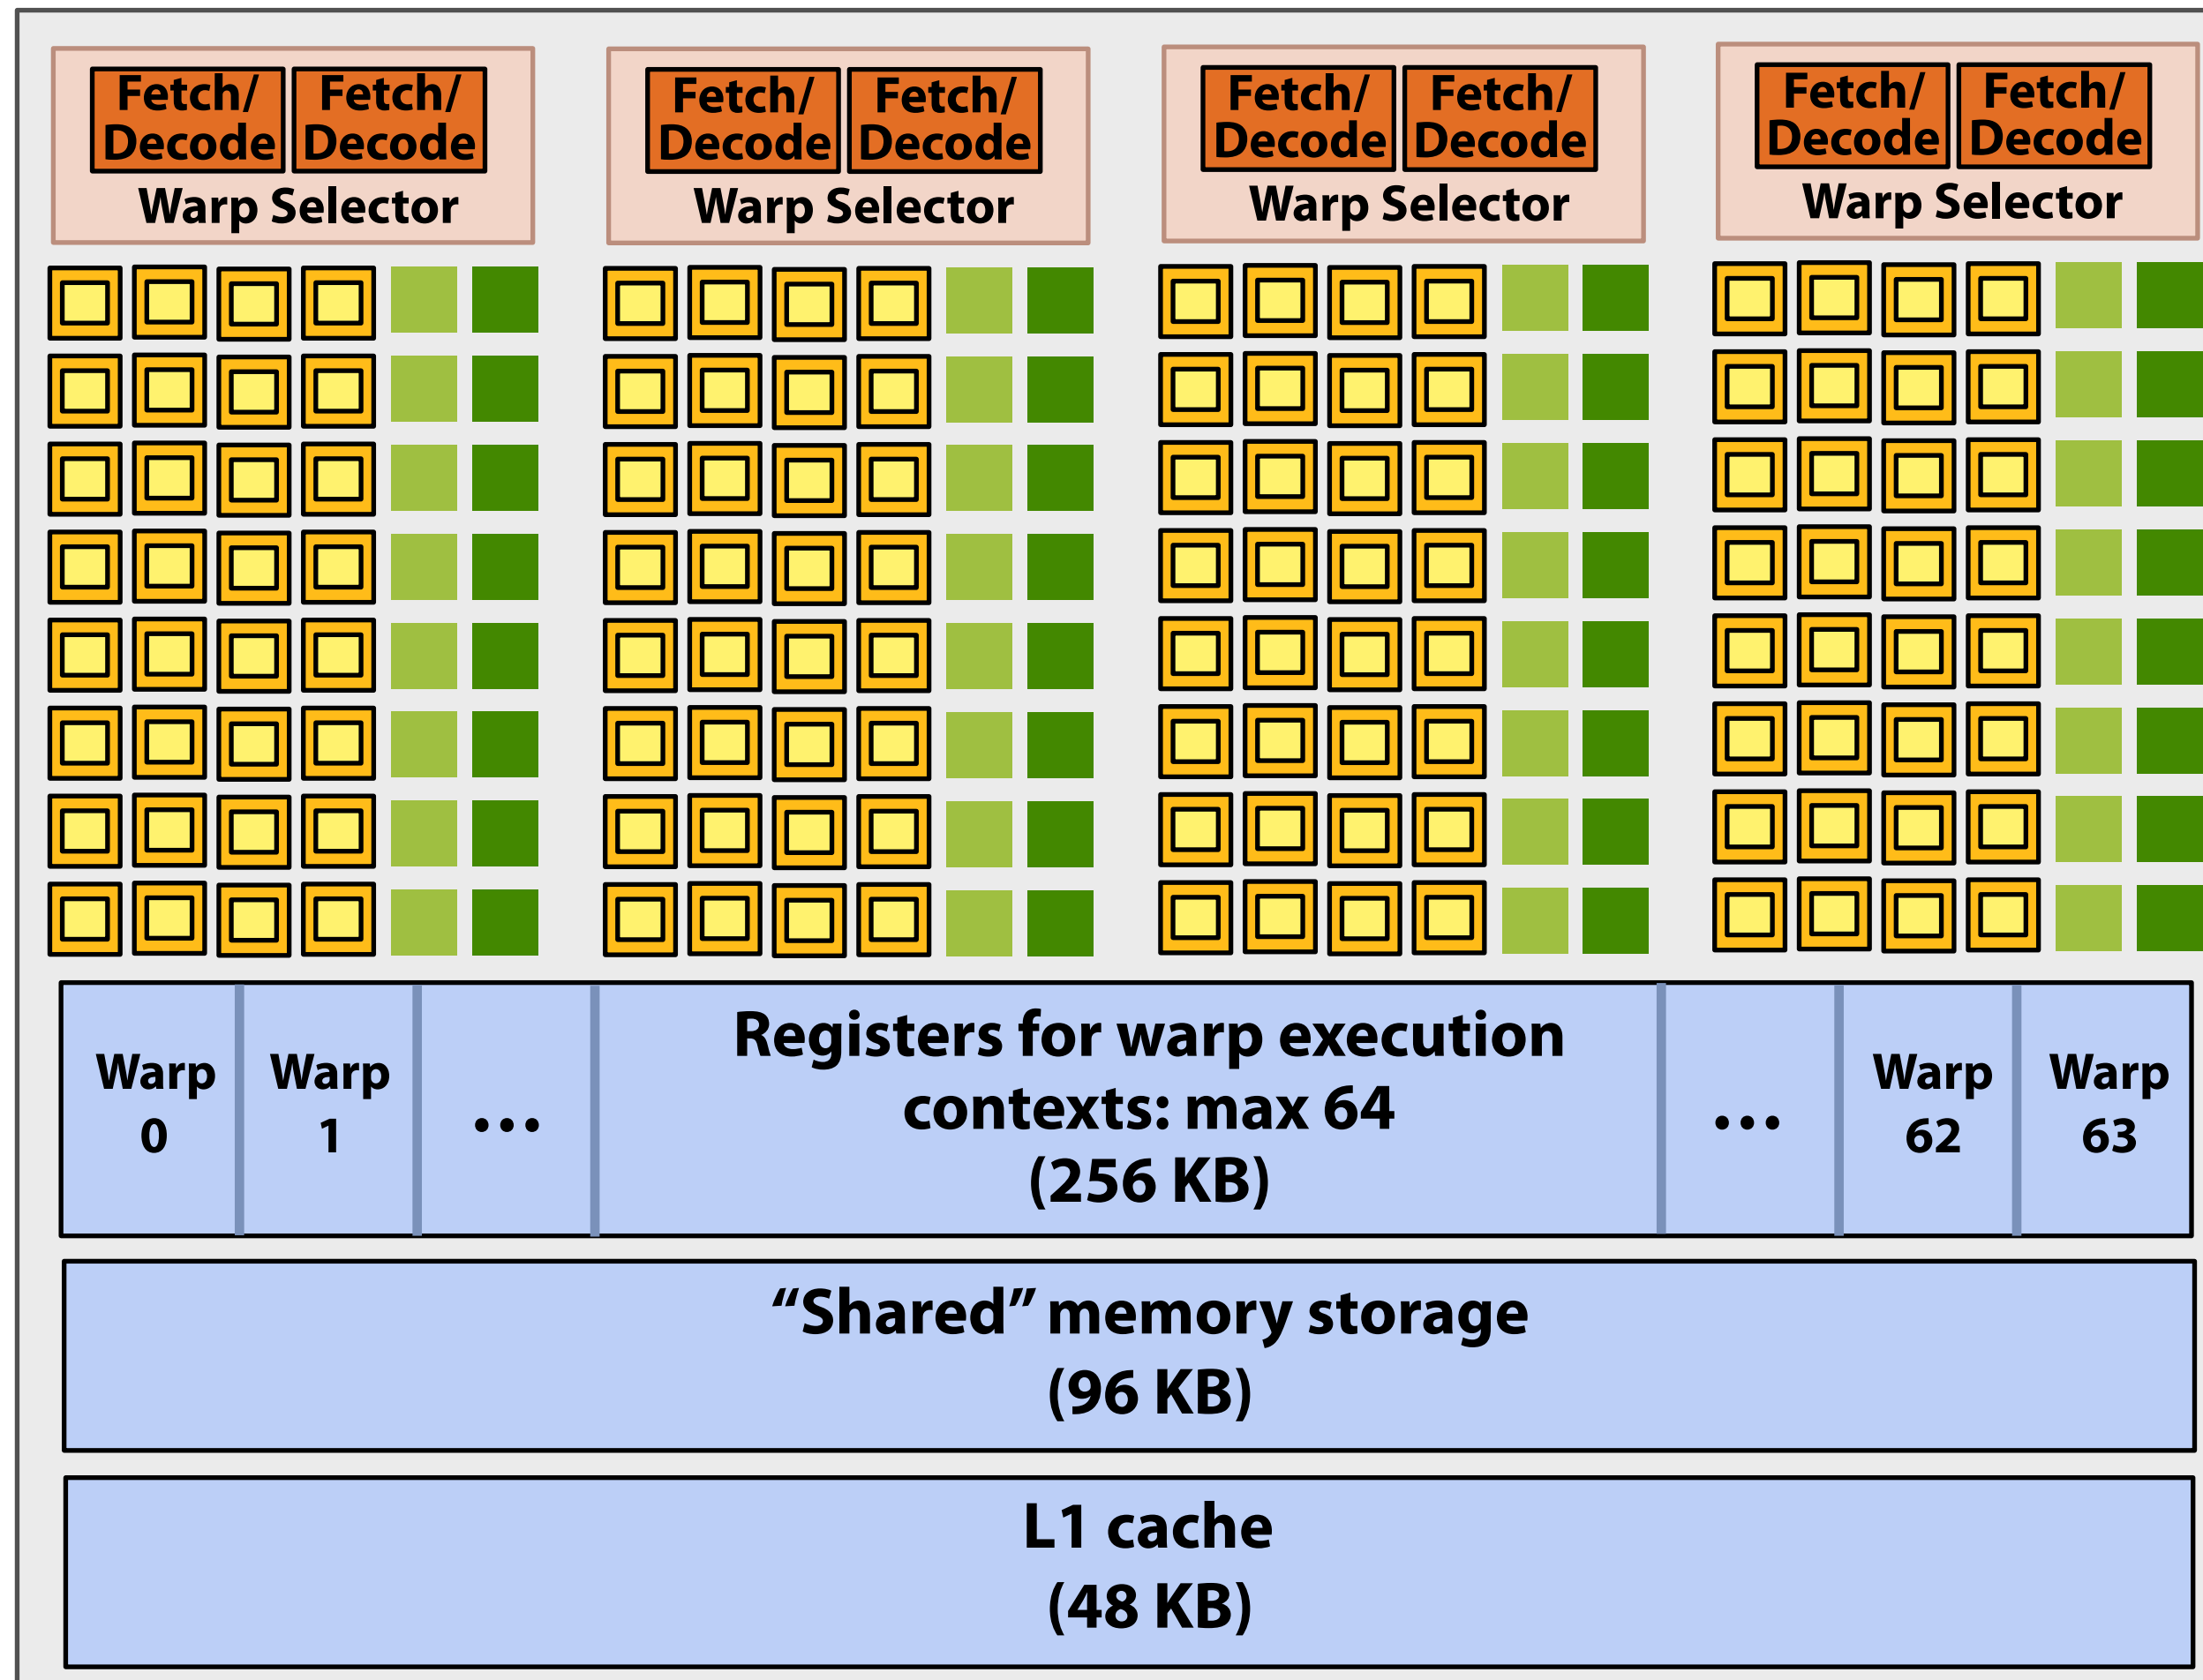 Fetch/
Decode
Fetch/
Decode
Warp Selector
Fetch/
Decode
Fetch/
Decode
Warp Selector
Fetch/
Decode
Fetch/
Decode
Warp Selector
Fetch/
Decode
Fetch/
Decode
Warp Selector
Warp
0
Warp
1
...
Registers for warp execution
contexts: max 64
(256 KB)
...
Warp
62
Warp
63
“Shared” memory storage
(96 KB)
L1 cache
(48 KB)